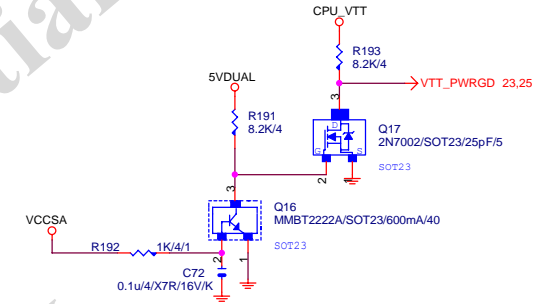 CPU_VTT
R193
8.2K/4
VTT_PWRGD 23,25
5VDUAL
R191
8.2K/4
3
D
G
S
Q17
2N7002/SOT23/25pF/5
SOT23
2
1
3
Q16
MMBT2222A/SOT23/600mA/40
SOT23
VCCSA
R192
1K/4/1
2
1
C72
0.1u/4/X7R/16V/K